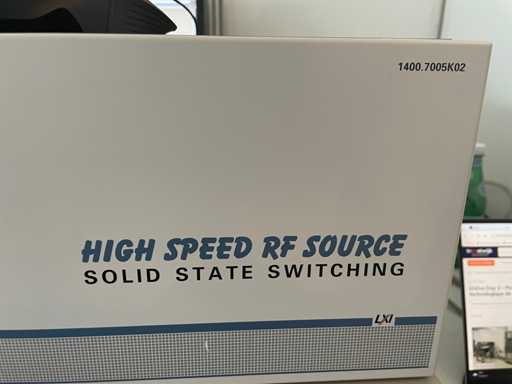 1400.7005K02
HIGH SPEED RF SOURCE
SOLID STATE SWITCHING
LXI